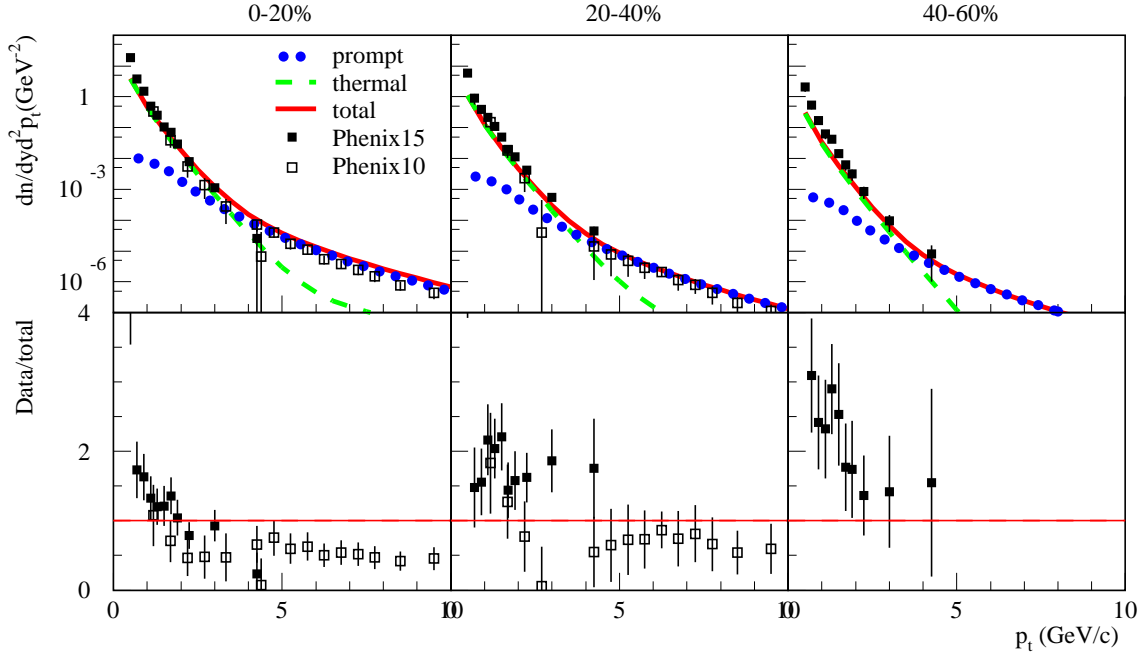 0-20%
20-40%
40-60%
dn/dyd²pₜ(GeV⁻²)
1
10⁻³
10⁻⁶
prompt
thermal
total
Phenix15
Phenix10
Data/total
4
2
0
0
5
10
0
5
10
0
5
10
pₜ (GeV/c)